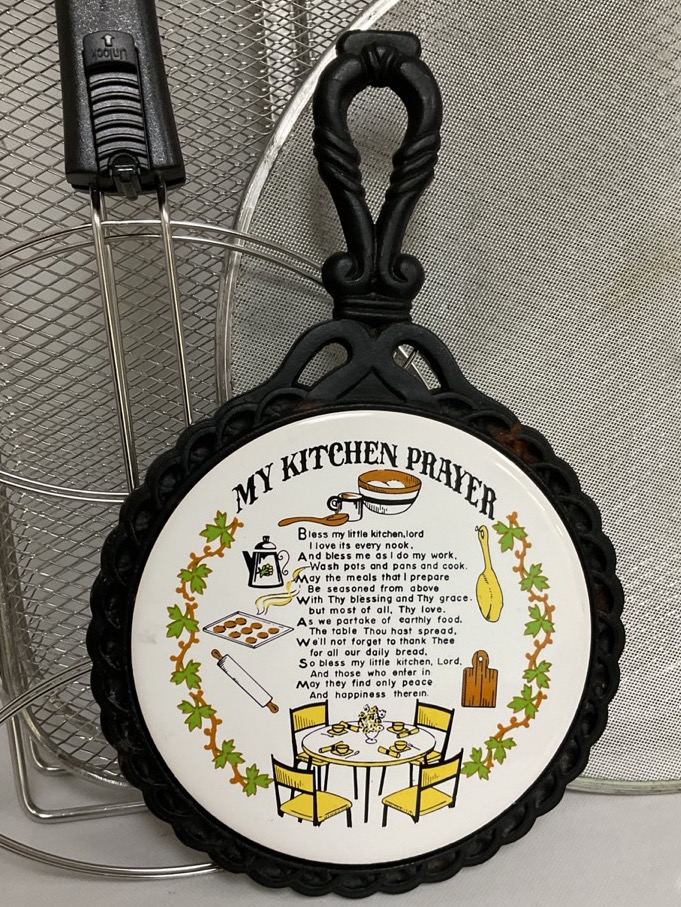 Unlock
MY KITCHEN PRAYER
Bless my little kitchen,lord
I love its every nook,
And bless me as I do my work,
Wash pots and pans and cook.
May the meals that I prepare
Be seasoned from above
With Thy blessing and Thy grace.
but most of all, Thy love.
As we partake of earthly food.
The table Thou hast spread,
We'll not forget to thank Thee
for all our daily bread,
So bless my little kitchen, Lord,
And those who enter in
May they find only peace
And happiness therein.